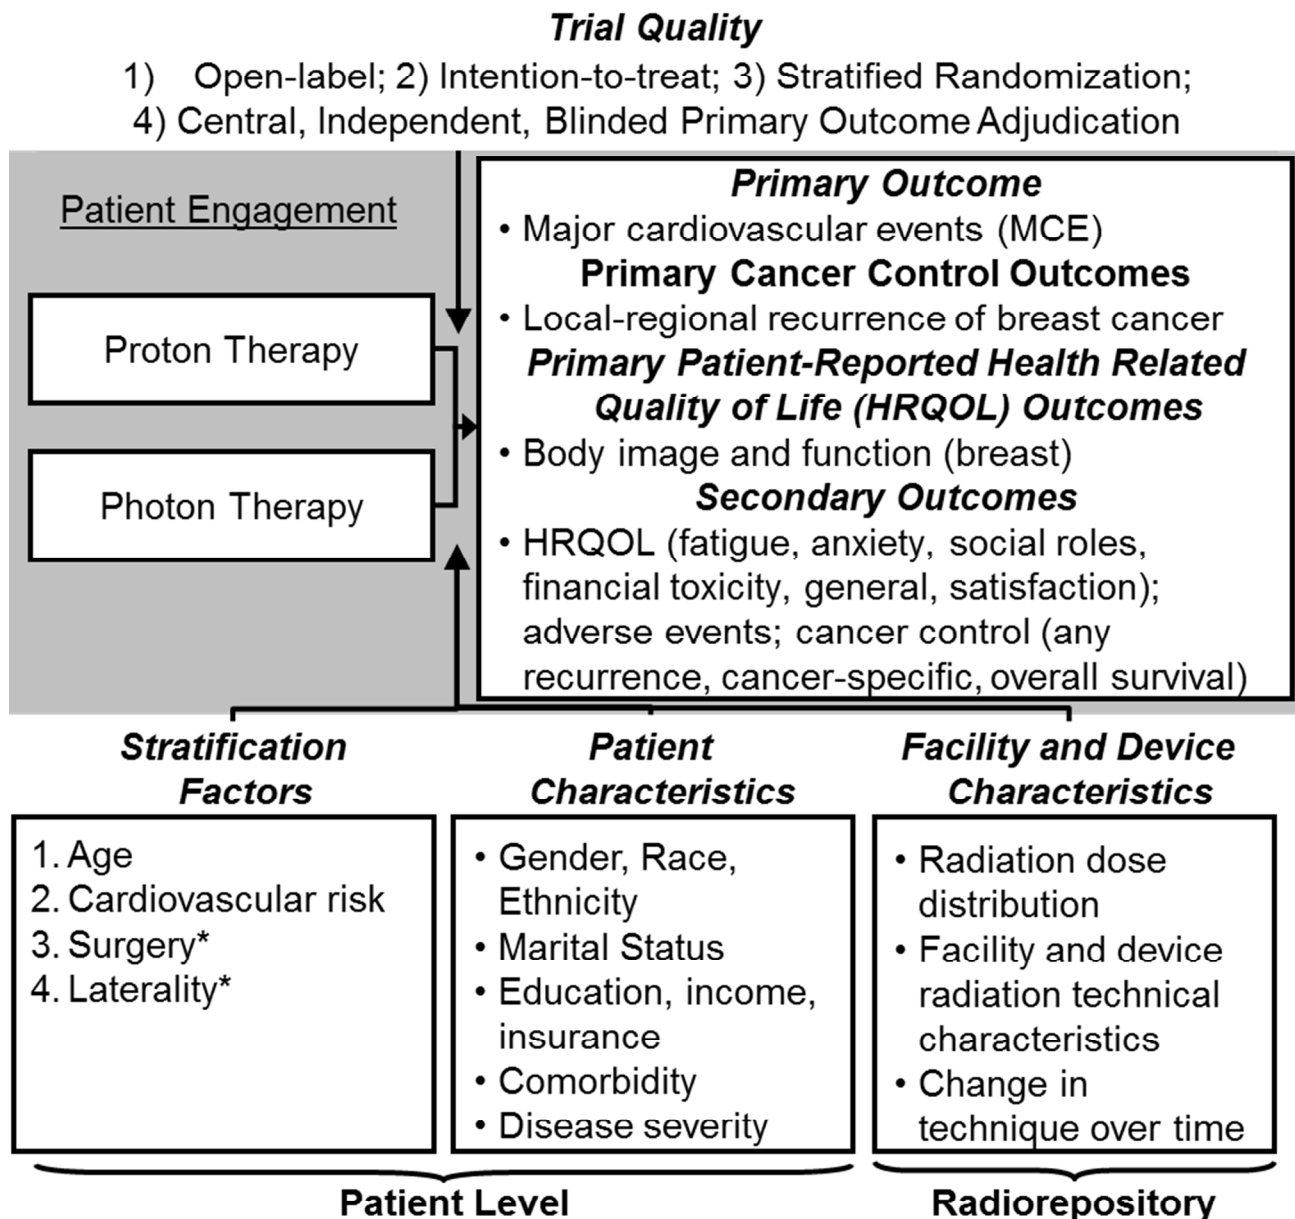 Trial Quality
1) Open-label; 2) Intention-to-treat; 3) Stratified Randomization;
4) Central, Independent, Blinded Primary Outcome Adjudication
Patient Engagement
Proton Therapy
Photon Therapy
Primary Outcome
• Major cardiovascular events (MCE)
Primary Cancer Control Outcomes
• Local-regional recurrence of breast cancer
Primary Patient-Reported Health Related
Quality of Life (HRQOL) Outcomes
• Body image and function (breast)
Secondary Outcomes
• HRQOL (fatigue, anxiety, social roles,
financial toxicity, general, satisfaction);
adverse events; cancer control (any
recurrence, cancer-specific, overall survival)
Stratification
Factors
1. Age
2. Cardiovascular risk
3. Surgery*
4. Laterality*
Patient
Characteristics
• Gender, Race,
Ethnicity
• Marital Status
• Education, income,
insurance
• Comorbidity
• Disease severity
Facility and Device
Characteristics
• Radiation dose
distribution
• Facility and device
radiation technical
characteristics
• Change in
technique over time
Patient Level
Radiorepository